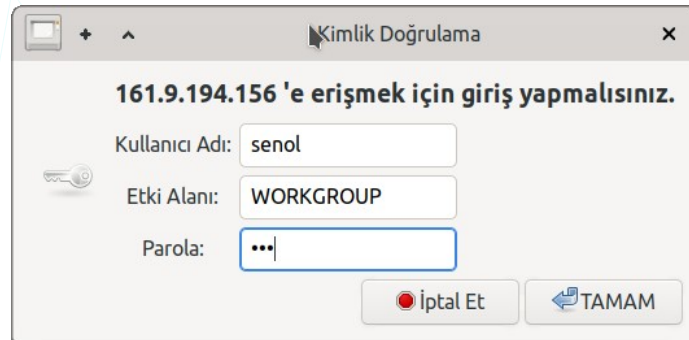 Kimlik Doğrulama
161.9.194.156 'e erişmek için giriş yapmalısınız.
Kullanıcı Adı: senol
Etki Alanı: WORKGROUP
Parola: •••
İptal Et TAMAM